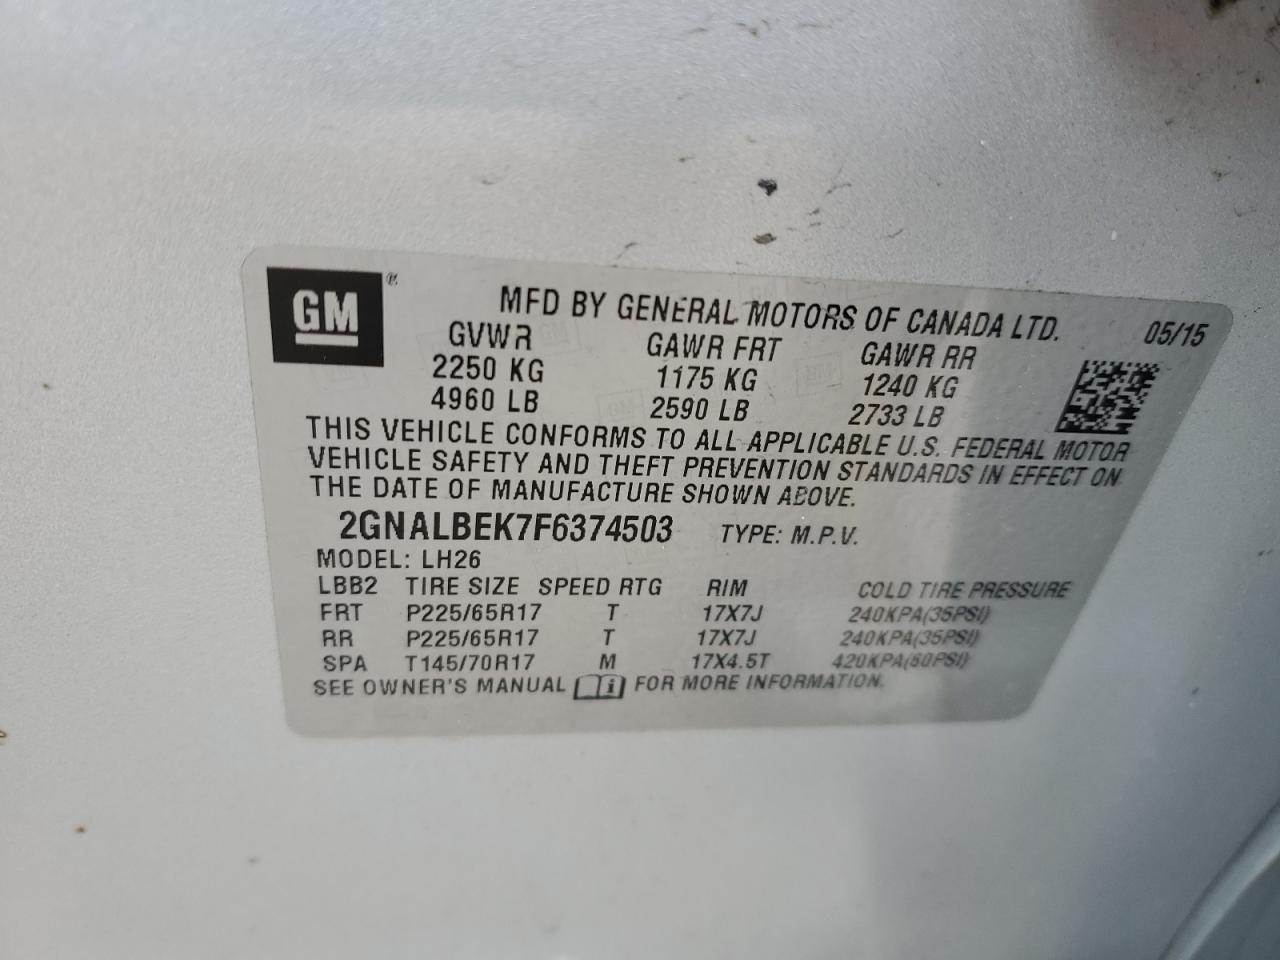 GM®
MFD BY GENERAL MOTORS OF CANADA LTD. 05/15
GVWR GAWR FRT GAWR RR
2250 KG 1175 KG 1240 KG
4960 LB 2590 LB 2733 LB
THIS VEHICLE CONFORMS TO ALL APPLICABLE U.S. FEDERAL MOTOR
VEHICLE SAFETY AND THEFT PREVENTION STANDARDS IN EFFECT ON
THE DATE OF MANUFACTURE SHOWN ABOVE.
2GNALBEK7F6374503 TYPE: M.P.V.
MODEL: LH26
LBB2 TIRE SIZE SPEED RTG RIM COLD TIRE PRESSURE
FRT P225/65R17 T 17X7J 240KPA(35PSI)
RR P225/65R17 T 17X7J 240KPA(35PSI)
SPA T145/70R17 M 17X4.5T 420KPA(60PSI)
SEE OWNER'S MANUAL i FOR MORE INFORMATION.